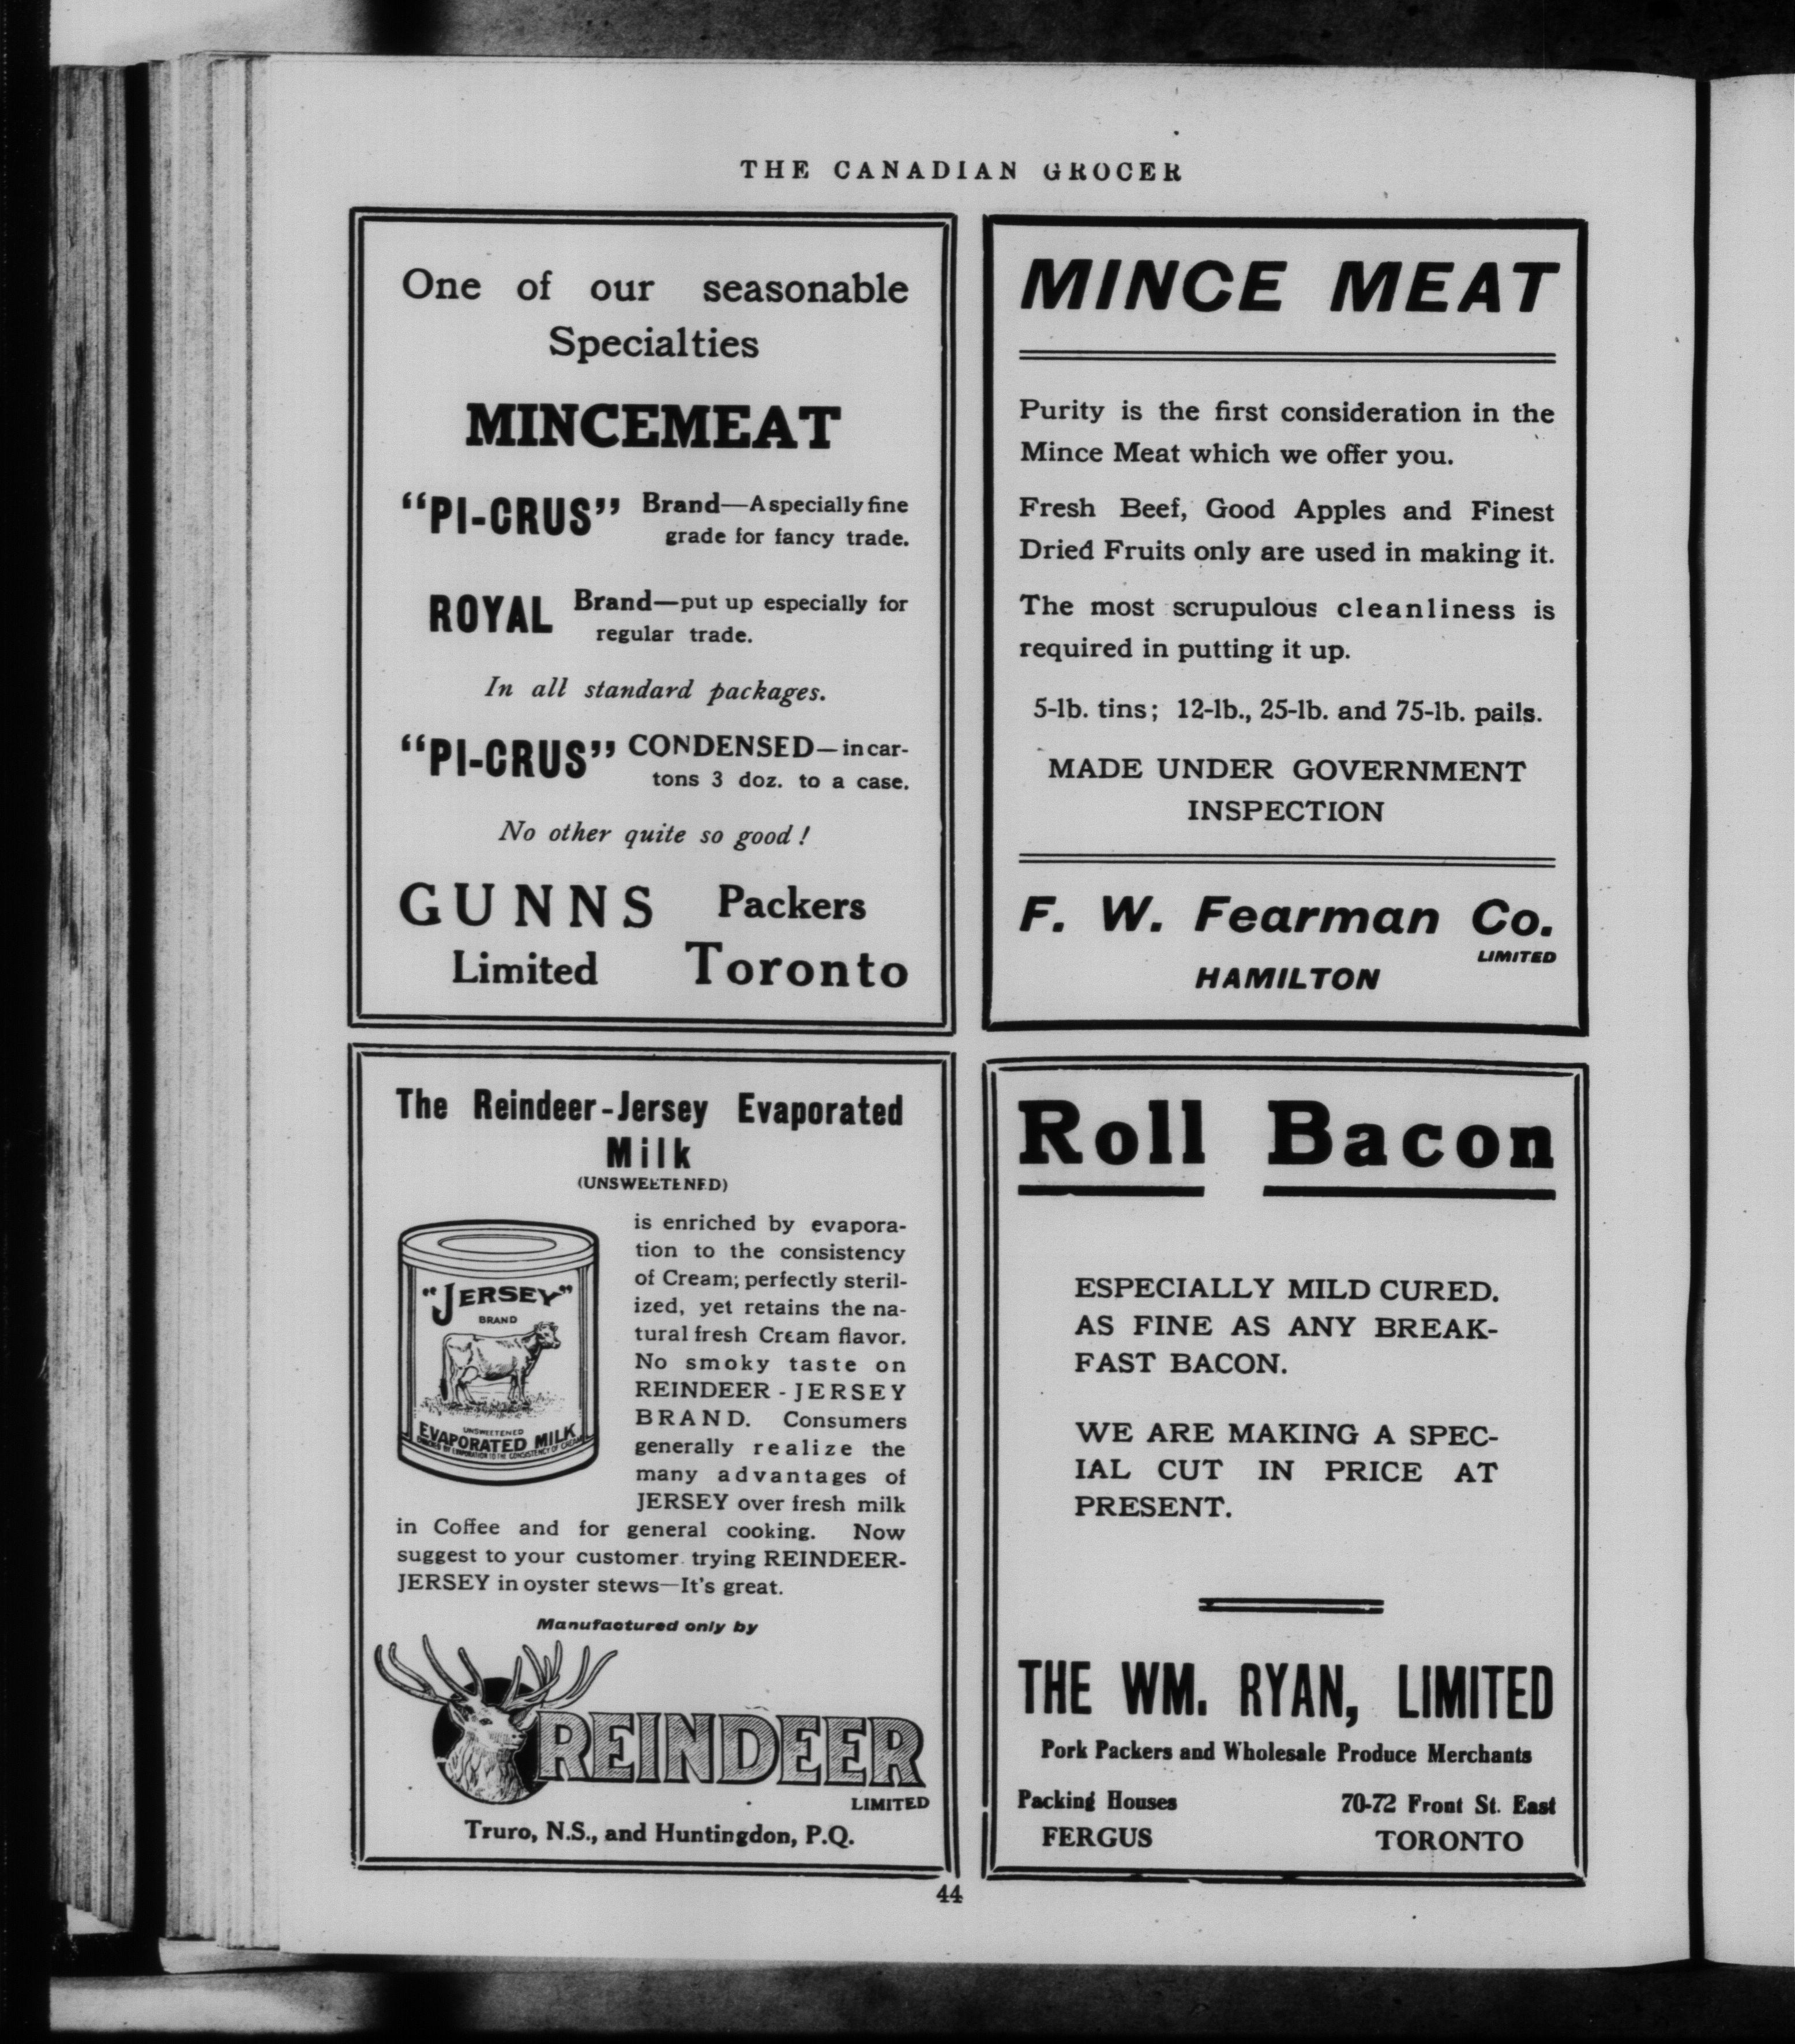 THE CANADIAN GROCER
One of our seasonable
Specialties
MINCEMEAT
"PI-CRUS" Brand—A specially fine
grade for fancy trade.
ROYAL Brand—put up especially for
regular trade.
In all standard packages.
"PI-CRUS" CONDENSED—in car-
tons 3 doz. to a case.
No other quite so good!
GUNNS Packers
Limited Toronto
MINCE MEAT
Purity is the first consideration in the
Mince Meat which we offer you.
Fresh Beef, Good Apples and Finest
Dried Fruits only are used in making it.
The most scrupulous cleanliness is
required in putting it up.
5-lb. tins; 12-lb., 25-lb. and 75-lb. pails.
MADE UNDER GOVERNMENT
INSPECTION
F. W. Fearman Co.
LIMITED
HAMILTON
The Reindeer-Jersey Evaporated
Milk
(UNSWEETENED)
"JERSEY"
BRAND
UNSWEETENED
EVAPORATED MILK
ENRICHED BY EVAPORATION TO THE CONSISTENCY OF CREAM
is enriched by evapora-
tion to the consistency
of Cream; perfectly steril-
ized, yet retains the na-
tural fresh Cream flavor.
No smoky taste on
REINDEER-JERSEY
BRAND. Consumers
generally realize the
many advantages of
JERSEY over fresh milk
in Coffee and for general cooking. Now
suggest to your customer trying REINDEER-
JERSEY in oyster stews—It's great.
Manufactured only by
REINDEER
LIMITED
Truro, N.S., and Huntingdon, P.Q.
Roll Bacon
ESPECIALLY MILD CURED.
AS FINE AS ANY BREAK-
FAST BACON.
WE ARE MAKING A SPEC-
IAL CUT IN PRICE AT
PRESENT.
THE WM. RYAN, LIMITED
Pork Packers and Wholesale Produce Merchants
Packing Houses 70-72 Front St. East
FERGUS TORONTO
44